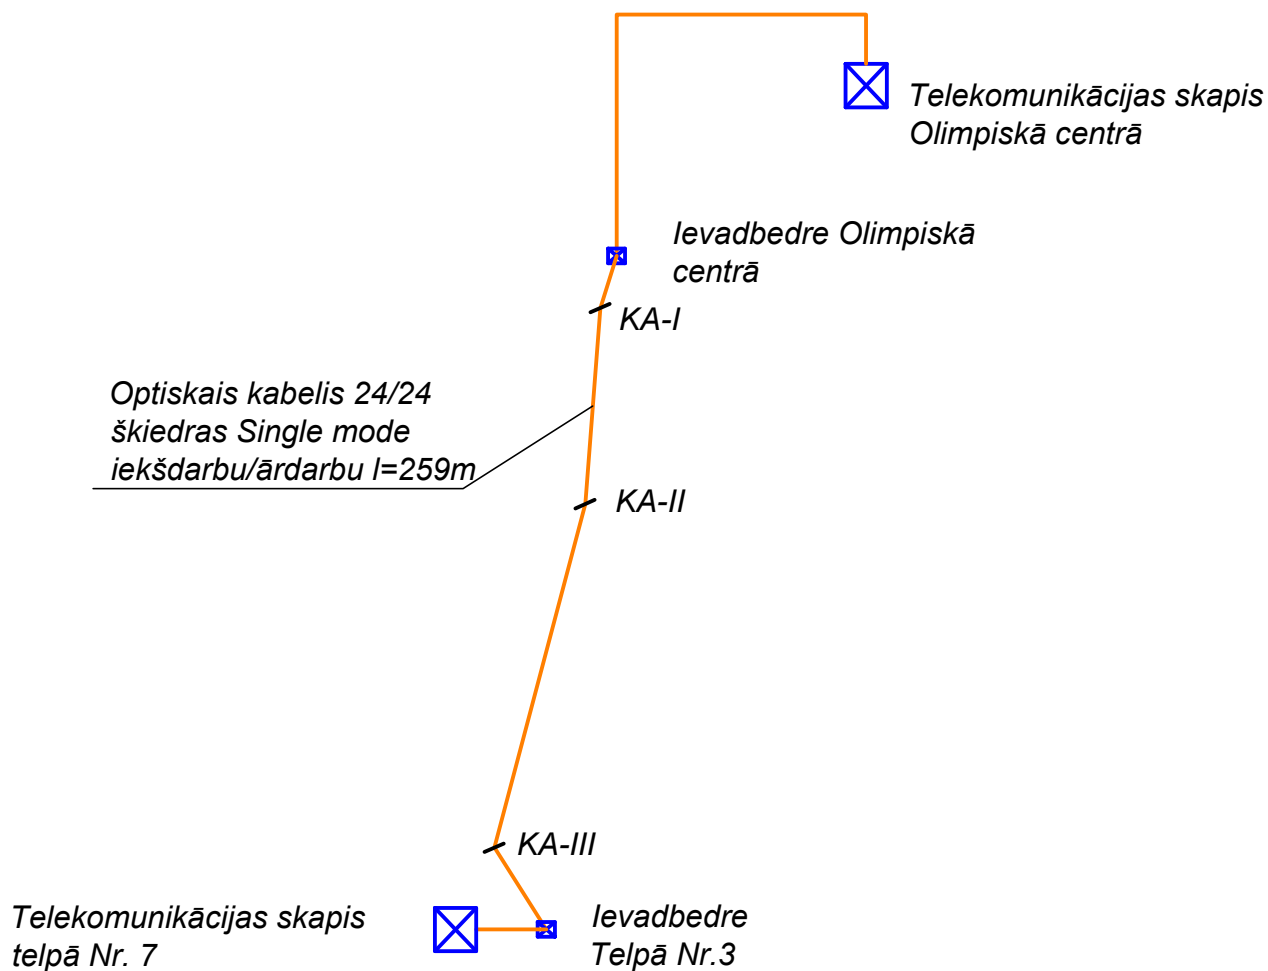 Telekomunikācijas skapis
Olimpiskā centrā
Ievadbedre Olimpiskā
centrā
KA-I
Optiskais kabelis 24/24
škiedras Single mode
iekšdarbu/ārdarbu l=259m
KA-II
KA-III
Telekomunikācijas skapis
telpā Nr. 7
Ievadbedre
Telpā Nr.3